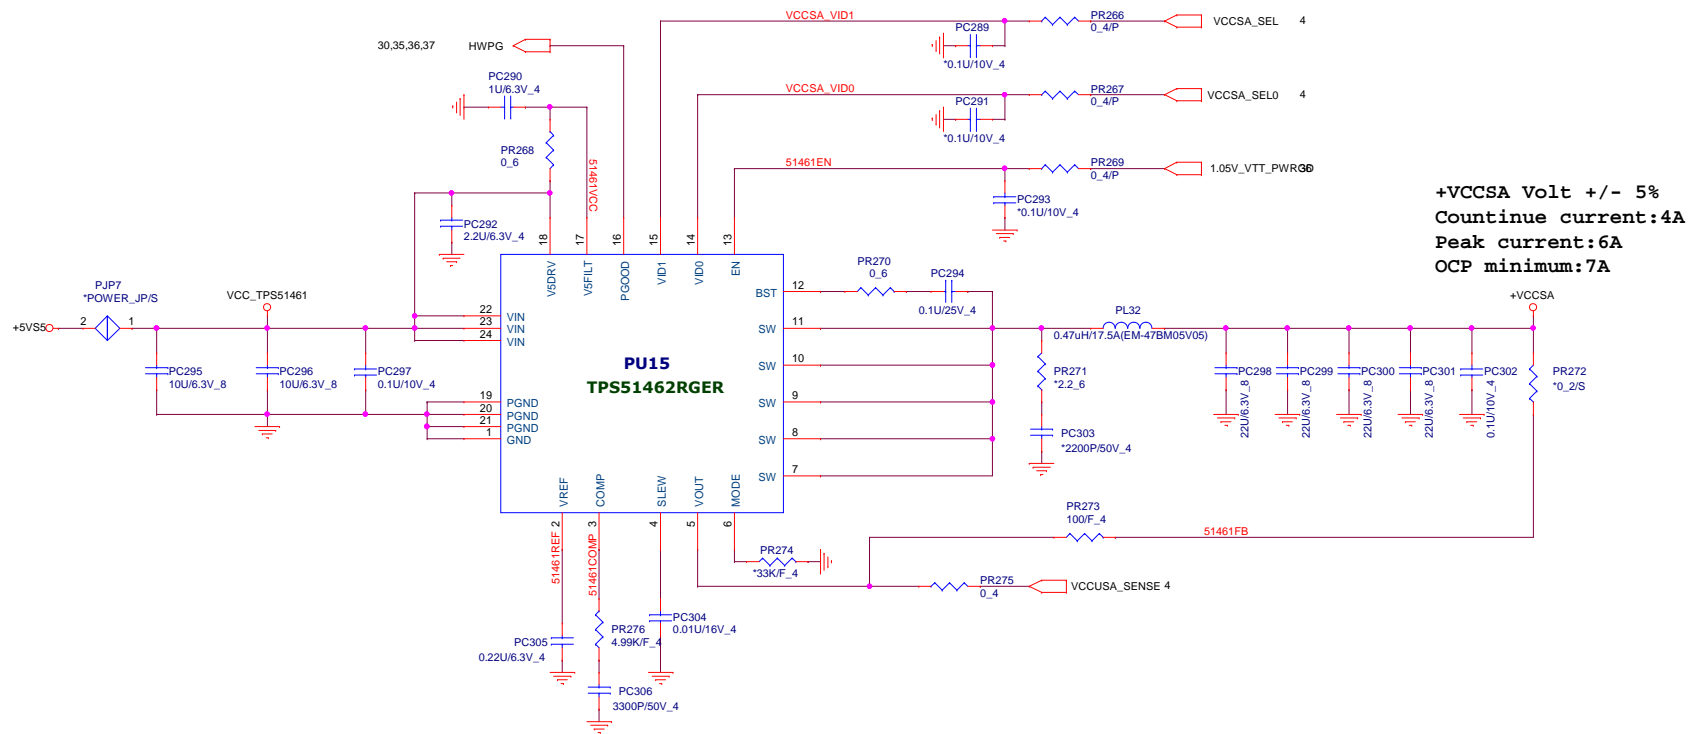 VCCSA_VID1
PR266
0_4/P
VCCSA_SEL 4
PC289
*0.1U/10V_4
30,35,36,37 HWPG
PC290
1U/6.3V_4
VCCSA_VID0
PR267
0_4/P
VCCSA_SEL0 4
PC291
*0.1U/10V_4
PR268
0_6
51461VCC
51461EN
PR269
0_4/P
1.05V_VTT_PWRGD
PC293
*0.1U/10V_4
+VCCSA Volt +/- 5%
Countinue current:4A
Peak current:6A
OCP minimum:7A
PC292
2.2U/6.3V_4
18 17 16 15 14 13
V5DRV V5FILT PGOOD VID1 VID0 EN
PJP7
*POWER_JP/S
VCC_TPS51461
+5VS5 2 1
22 VIN
23 VIN
24 VIN
PC295
10U/6.3V_8
PC296
10U/6.3V_8
PC297
0.1U/10V_4
19 PGND
20 PGND
21 PGND
1 GND
PU15
TPS51462RGER
BST 12
SW 11
SW 10
SW 9
SW 8
SW 7
PR270
0_6
PC294
0.1U/25V_4
PL32
0.47uH/17.5A(EM-47BM05V05)
+VCCSA
PR271
*2.2_6
PC303
*2200P/50V_4
PC298
22U/6.3V_8
PC299
22U/6.3V_8
PC300
22U/6.3V_8
PC301
22U/6.3V_8
PC302
0.1U/10V_4
PR272
*0_2/S
VREF COMP SLEW VOUT MODE
2 3 4 5 6
51461REF
51461COMP
PR273
100/F_4
51461FB
PR274
*33K/F_4
PR275
0_4
VCCUSA_SENSE 4
PC304
0.01U/16V_4
PR276
4.99K/F_4
PC305
0.22U/6.3V_4
PC306
3300P/50V_4